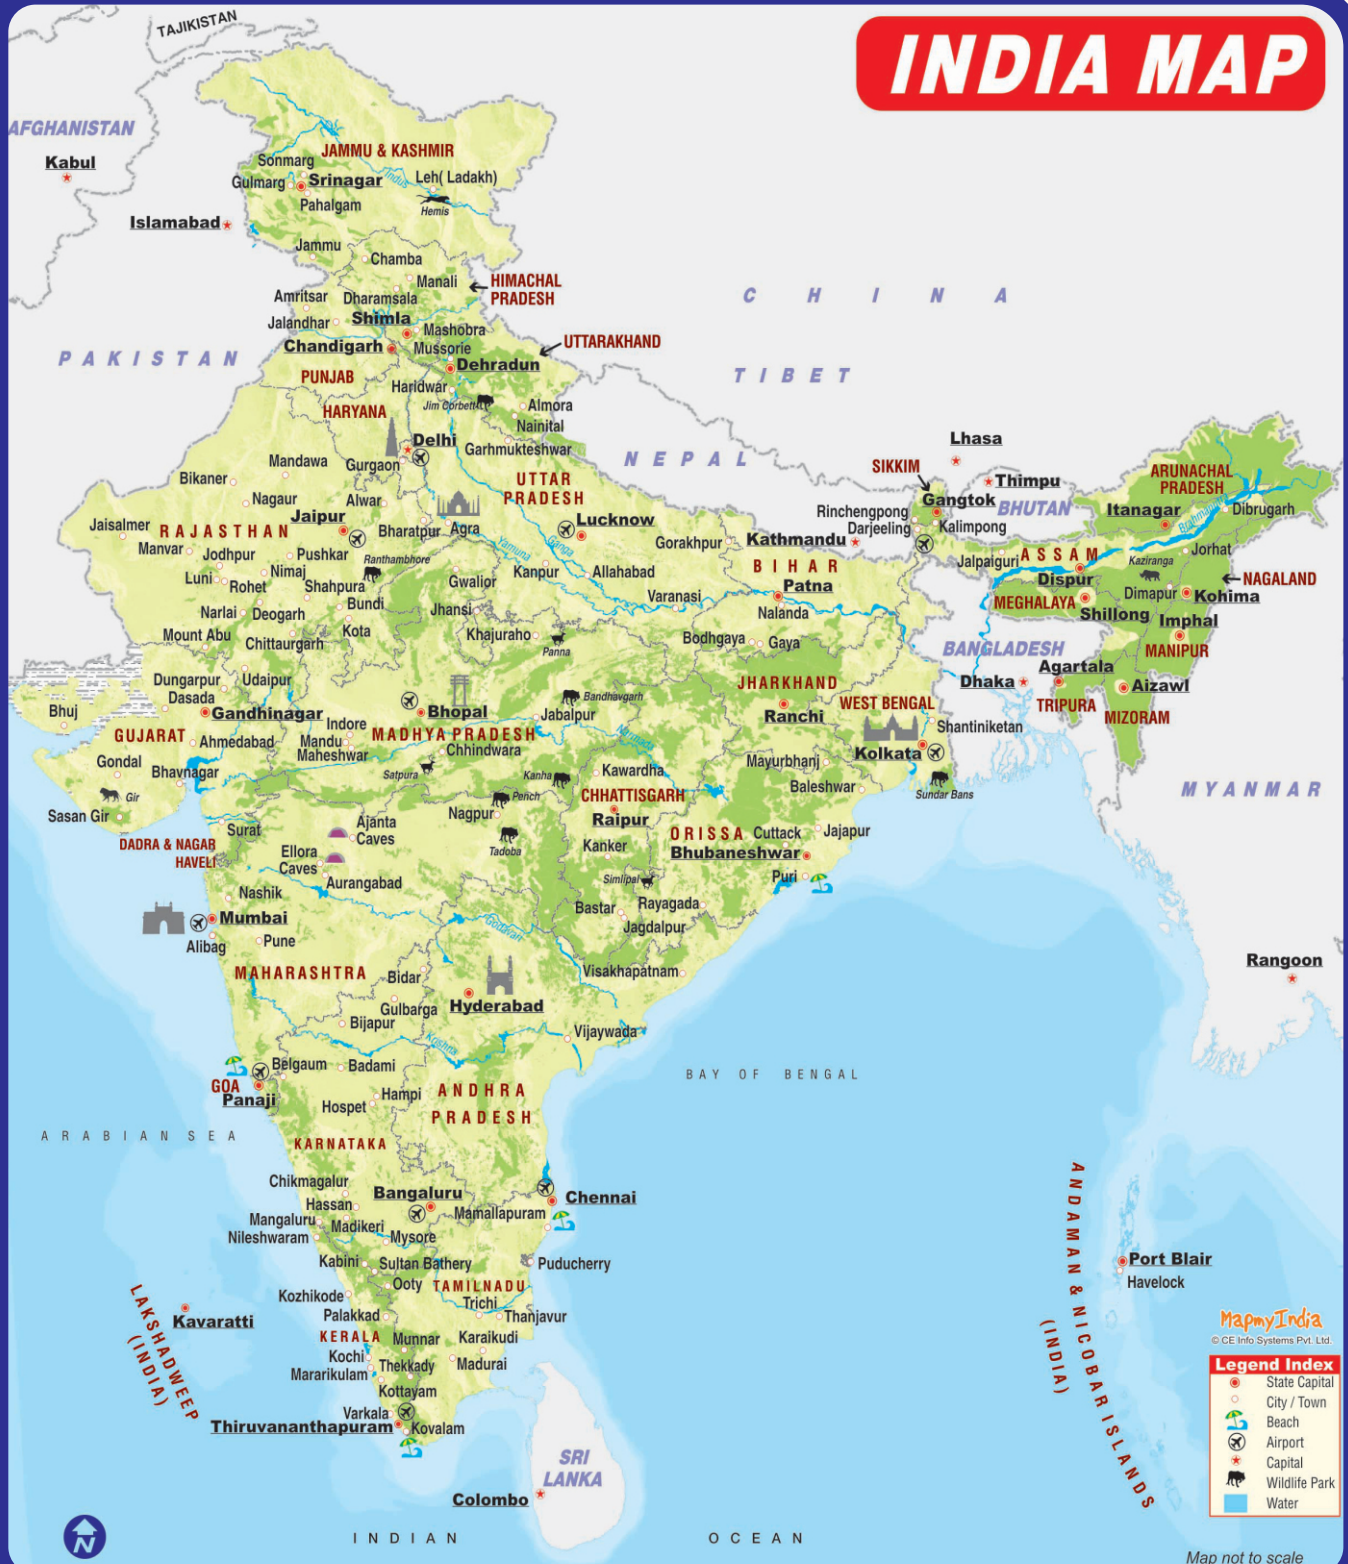 INDIA MAP
TAJIKISTAN
AFGHANISTAN
Kabul
Islamabad
JAMMU & KASHMIR
Sonmarg
Gulmarg
Srinagar
Leh( Ladakh)
Indus
Hemis
Pahalgam
Jammu
Chamba
Manali
HIMACHAL
PRADESH
Amritsar
Dharamsala
Jalandhar
Shimla
Mashobra
Chandigarh
Mussorie
UTTARAKHAND
Dehradun
PUNJAB
Haridwar
Jim Corbett
Almora
Nainital
HARYANA
Delhi
Garhmukteshwar
Gurgaon
PAKISTAN
CHINA
TIBET
NEPAL
Lhasa
SIKKIM
Thimpu
BHUTAN
Gangtok
Rinchengpong
Darjeeling
Kalimpong
ARUNACHAL
PRADESH
Itanagar
Dibrugarh
Jorhat
Kaziranga
Jalpaiguri
ASSAM
Dispur
Dimapur
NAGALAND
Kohima
MEGHALAYA
Shillong
Imphal
MANIPUR
BANGLADESH
Agartala
Dhaka
Aizawl
TRIPURA
MIZORAM
MYANMAR
Rangoon
Mandawa
Bikaner
Nagaur
Alwar
UTTAR
PRADESH
Jaisalmer
RAJASTHAN
Jaipur
Bharatpur
Agra
Lucknow
Gorakhpur
Kathmandu
Manvar
Jodhpur
Pushkar
Ranthambhore
Yamuna
Ganga
Luni
Rohet
Nimaj
Shahpura
Gwalior
Kanpur
Allahabad
BIHAR
Patna
Narlai
Deogarh
Bundi
Jhansi
Varanasi
Nalanda
Mount Abu
Chittaurgarh
Kota
Khajuraho
Panna
Bodhgaya
Gaya
Dungarpur
Udaipur
Dasada
Bhuj
Gandhinagar
Bhopal
Bandhavgarh
Jabalpur
JHARKHAND
Ranchi
WEST BENGAL
Shantiniketan
GUJARAT
Ahmedabad
Indore
Mandu
Maheshwar
MADHYA PRADESH
Chhindwara
Narmada
Kolkata
Mayurbhanj
Gondal
Bhavnagar
Satpura
Kanha
Kawardha
Baleshwar
Sundar Bans
Gir
Pench
CHHATTISGARH
Sasan Gir
Surat
Nagpur
Raipur
ORISSA
Cuttack
Jajapur
DADRA & NAGAR
HAVELI
Ajanta
Caves
Ellora
Caves
Tadoba
Kanker
Bhubaneshwar
Aurangabad
Simlipal
Puri
Nashik
Bastar
Rayagada
Jagdalpur
Mumbai
Alibag
Pune
Godavari
MAHARASHTRA
Bidar
Visakhapatnam
Gulbarga
Hyderabad
Bijapur
Vijaywada
Krishna
Belgaum
Badami
GOA
Panaji
Hampi
Hospet
ANDHRA
PRADESH
BAY OF BENGAL
ARABIAN SEA
KARNATAKA
Chikmagalur
Bangaluru
Chennai
Hassan
Mamallapuram
Mangaluru
Madikeri
Nileshwaram
Mysore
Kabini
Sultan Bathery
Puducherry
Ooty
TAMILNADU
Kozhikode
Trichi
Palakkad
Thanjavur
KERALA
Munnar
Karaikudi
Kochi
Thekkady
Madurai
Mararikulam
Kottayam
Varkala
Thiruvananthapuram
Kovalam
LAKSHADWEEP
(INDIA)
Kavaratti
SRI
LANKA
Colombo
INDIAN OCEAN
ANDAMAN & NICOBAR ISLANDS
(INDIA)
Port Blair
Havelock
MapmyIndia
© CE Info Systems Pvt. Ltd.
Legend Index
State Capital
City / Town
Beach
Airport
Capital
Wildlife Park
Water
N
Map not to scale